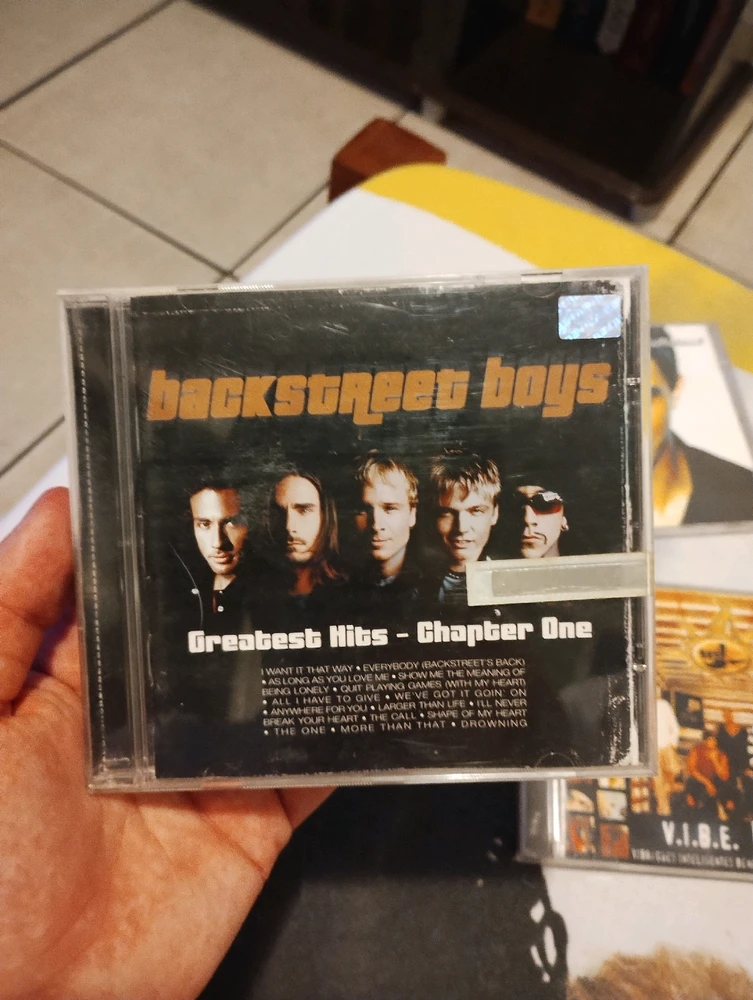 backstreet boys
Greatest Hits - Chapter One
I WANT IT THAT WAY • EVERYBODY (BACKSTREET'S BACK)
• AS LONG AS YOU LOVE ME • SHOW ME THE MEANING OF
BEING LONELY • QUIT PLAYING GAMES (WITH MY HEART)
• ALL I HAVE TO GIVE • WE'VE GOT IT GOIN' ON
• ANYWHERE FOR YOU • LARGER THAN LIFE • I'LL NEVER
BREAK YOUR HEART • THE CALL • SHAPE OF MY HEART
• THE ONE • MORE THAN THAT • DROWNING
V.I.B.E.